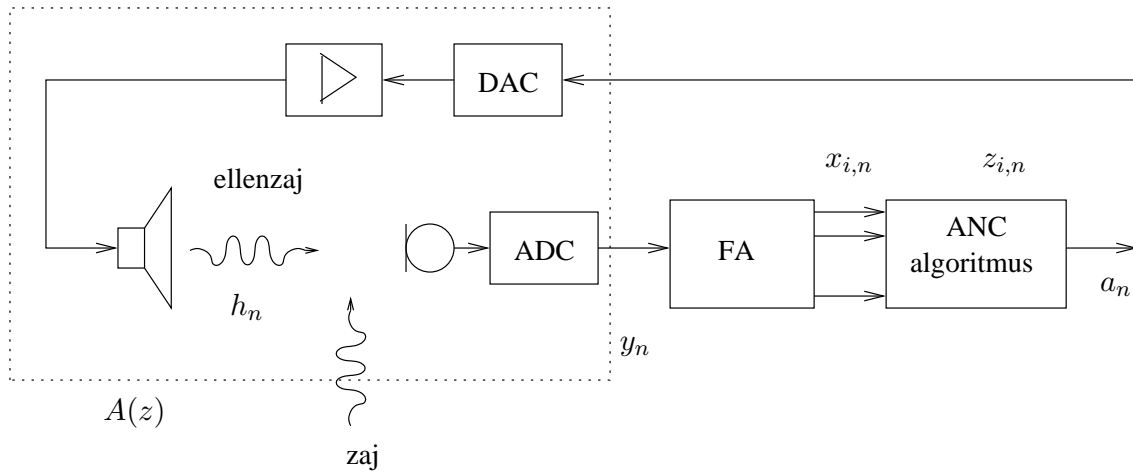 DAC
x_{i,n}
z_{i,n}
ellenzaj
ADC
FA
ANC
algoritmus
h_n
a_n
y_n
A(z)
zaj